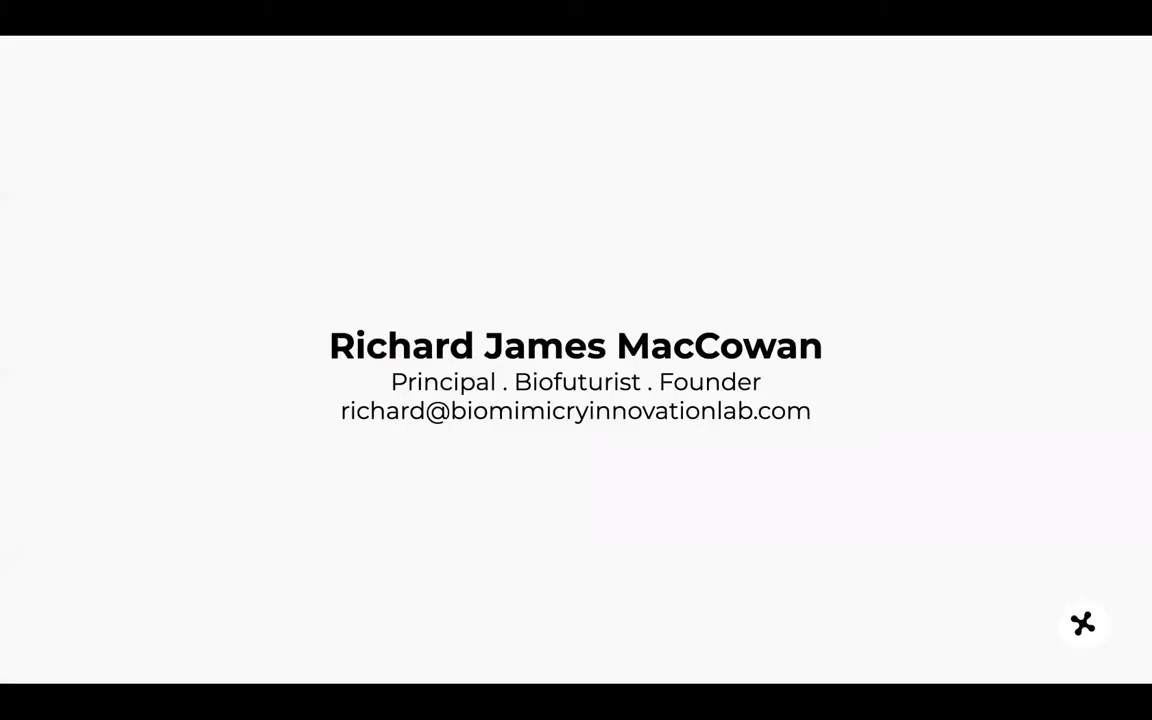 Richard James MacCowan
Principal . Biofuturist . Founder
richard@biomimicryinnovationlab.com